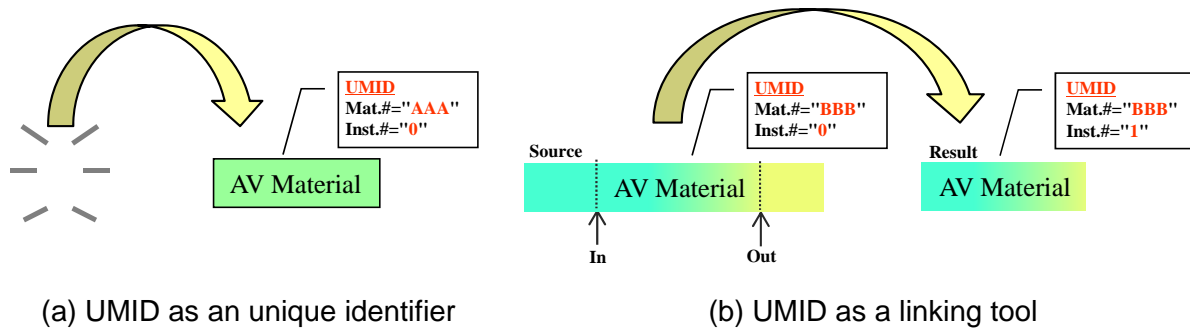 UMID
Mat.#="AAA"
Inst.#="0"
AV Material
(a) UMID as an unique identifier
UMID
Mat.#="BBB"
Inst.#="0"
Source
AV Material
In
Out
UMID
Mat.#="BBB"
Inst.#="1"
Result
AV Material
(b) UMID as a linking tool